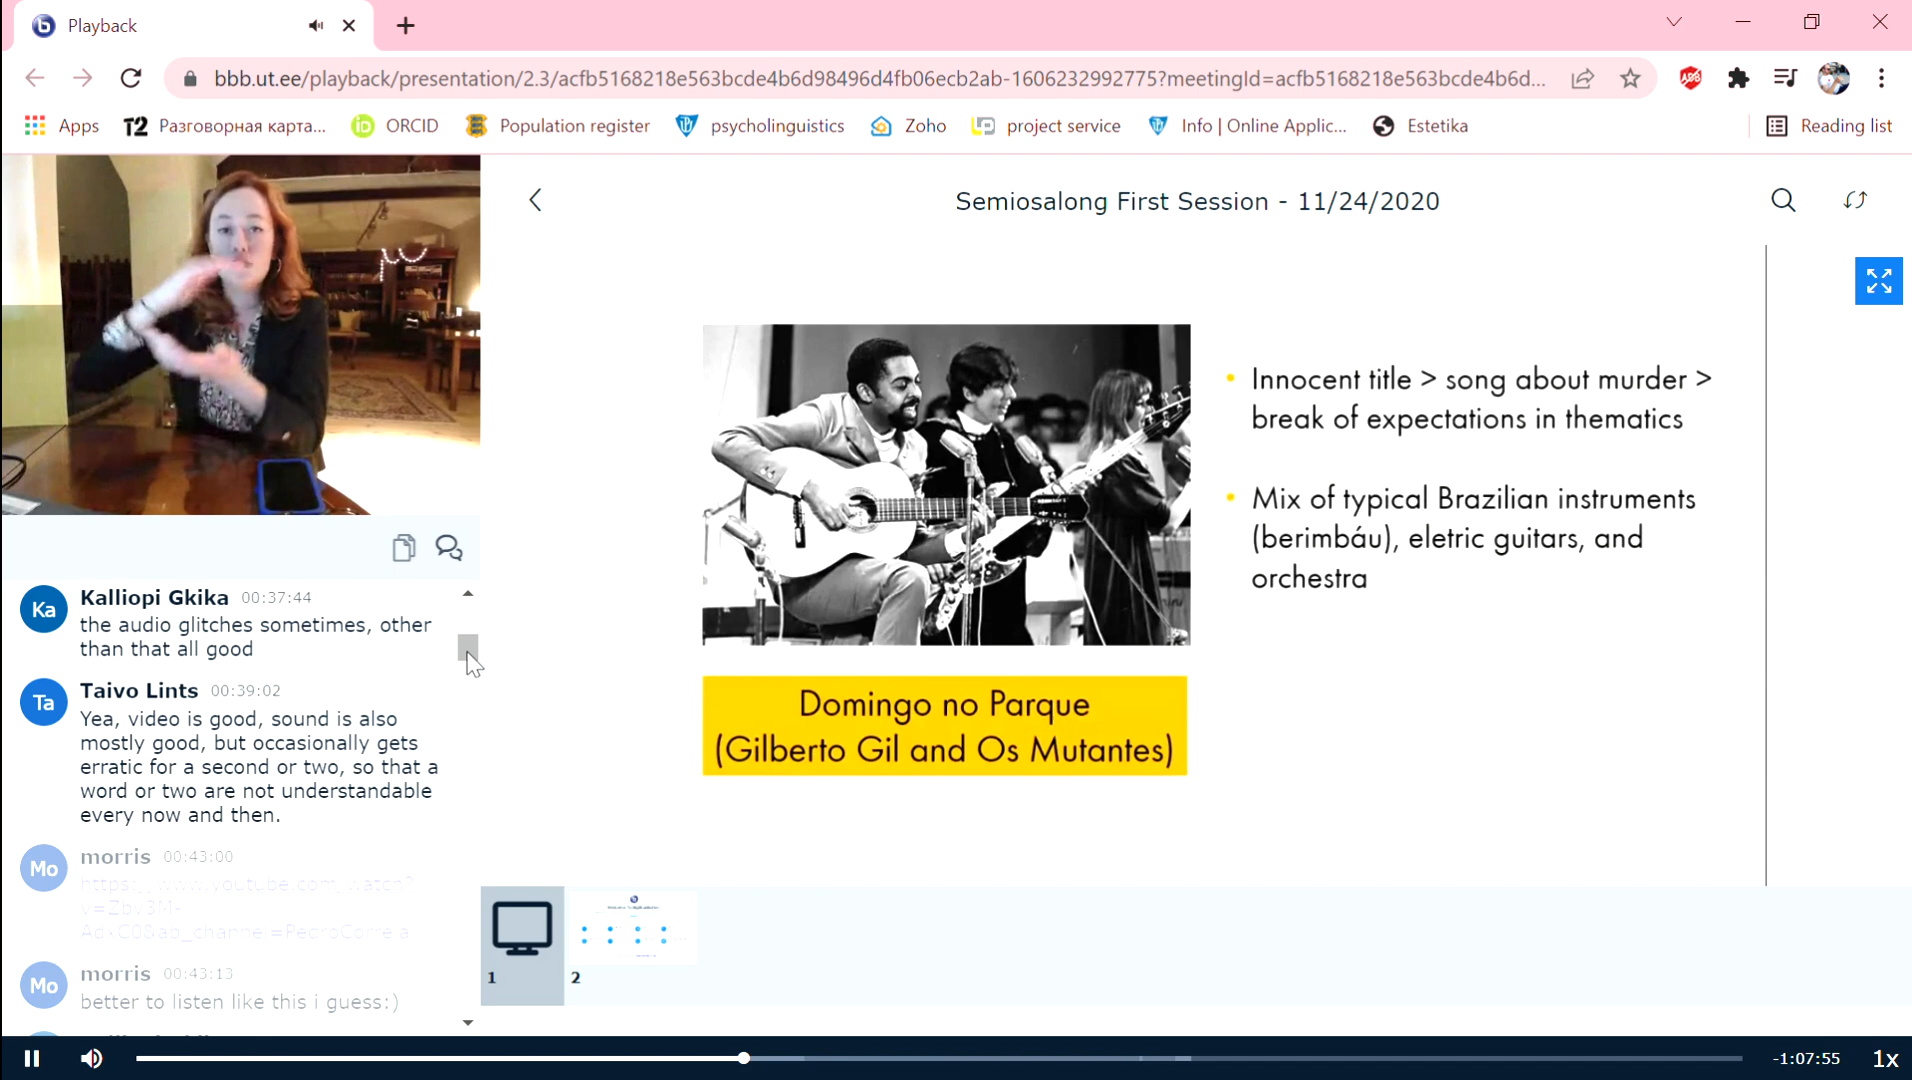 Playback
bbb.ut.ee/playback/presentation/2.3/acfb5168218e563bcde4b6d98496d4fb06ecb2ab-1606232992775?meetingId=acfb5168218e563bcde4b6d...
Apps
T2 Разговорная карта...
iD ORCID
Population register
psycholinguistics
Zoho
project service
Info | Online Applic...
Estetika
Reading list
Semiosalong First Session - 11/24/2020
Ka Kalliopi Gkika 00:37:44
the audio glitches sometimes, other
than that all good
Ta Taivo Lints 00:39:02
Yea, video is good, sound is also
mostly good, but occasionally gets
erratic for a second or two, so that a
word or two are not understandable
every now and then.
Mo morris 00:43:00
Mo morris 00:43:13
better to listen like this i guess:)
• Innocent title > song about murder >
break of expectations in thematics
• Mix of typical Brazilian instruments
(berimbáu), eletric guitars, and
orchestra
Domingo no Parque
(Gilberto Gil and Os Mutantes)
1
2
-1:07:55
1x